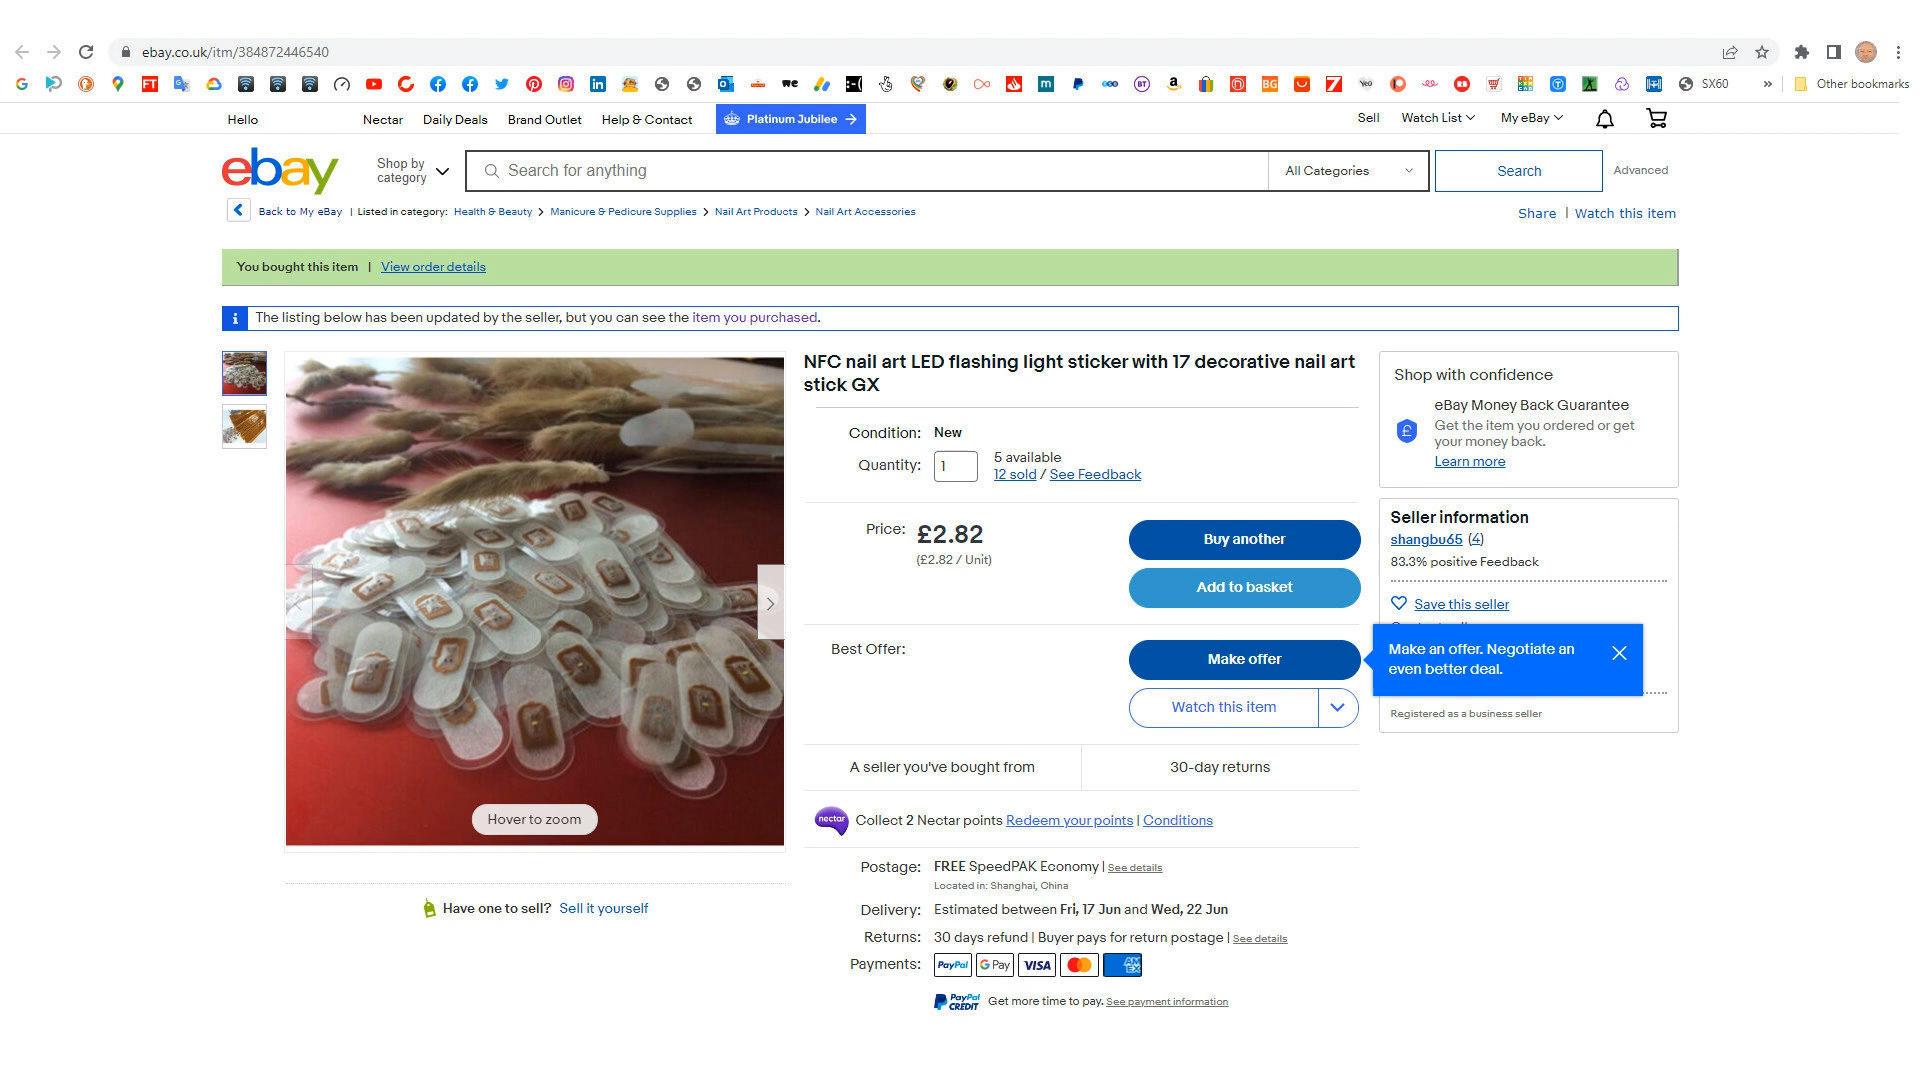 ebay.co.uk/itm/384872446540
SX60
»
Other bookmarks
Hello
Nectar
Daily Deals
Brand Outlet
Help & Contact
Platinum Jubilee
Sell
Watch List
My eBay
ebay
Shop by
category
Search for anything
All Categories
Search
Advanced
Back to My eBay | Listed in category: Health & Beauty > Manicure & Pedicure Supplies > Nail Art Products > Nail Art Accessories
Share | Watch this item
You bought this item | View order details
The listing below has been updated by the seller, but you can see the item you purchased.
NFC nail art LED flashing light sticker with 17 decorative nail art
stick GX
Condition: New
Quantity: 1
5 available
12 sold / See Feedback
Price: £2.82
(£2.82 / Unit)
Buy another
Add to basket
Best Offer:
Make offer
Watch this item
A seller you've bought from
30-day returns
nectar Collect 2 Nectar points Redeem your points | Conditions
Postage: FREE SpeedPAK Economy | See details
Located in: Shanghai, China
Delivery: Estimated between Fri, 17 Jun and Wed, 22 Jun
Returns: 30 days refund | Buyer pays for return postage | See details
Payments: PayPal G Pay VISA AMEX
PayPal CREDIT Get more time to pay. See payment information
Hover to zoom
Have one to sell? Sell it yourself
Shop with confidence
eBay Money Back Guarantee
Get the item you ordered or get
your money back.
Learn more
Seller information
shangbu65 (4)
83.3% positive Feedback
Save this seller
Make an offer. Negotiate an
even better deal.
Registered as a business seller